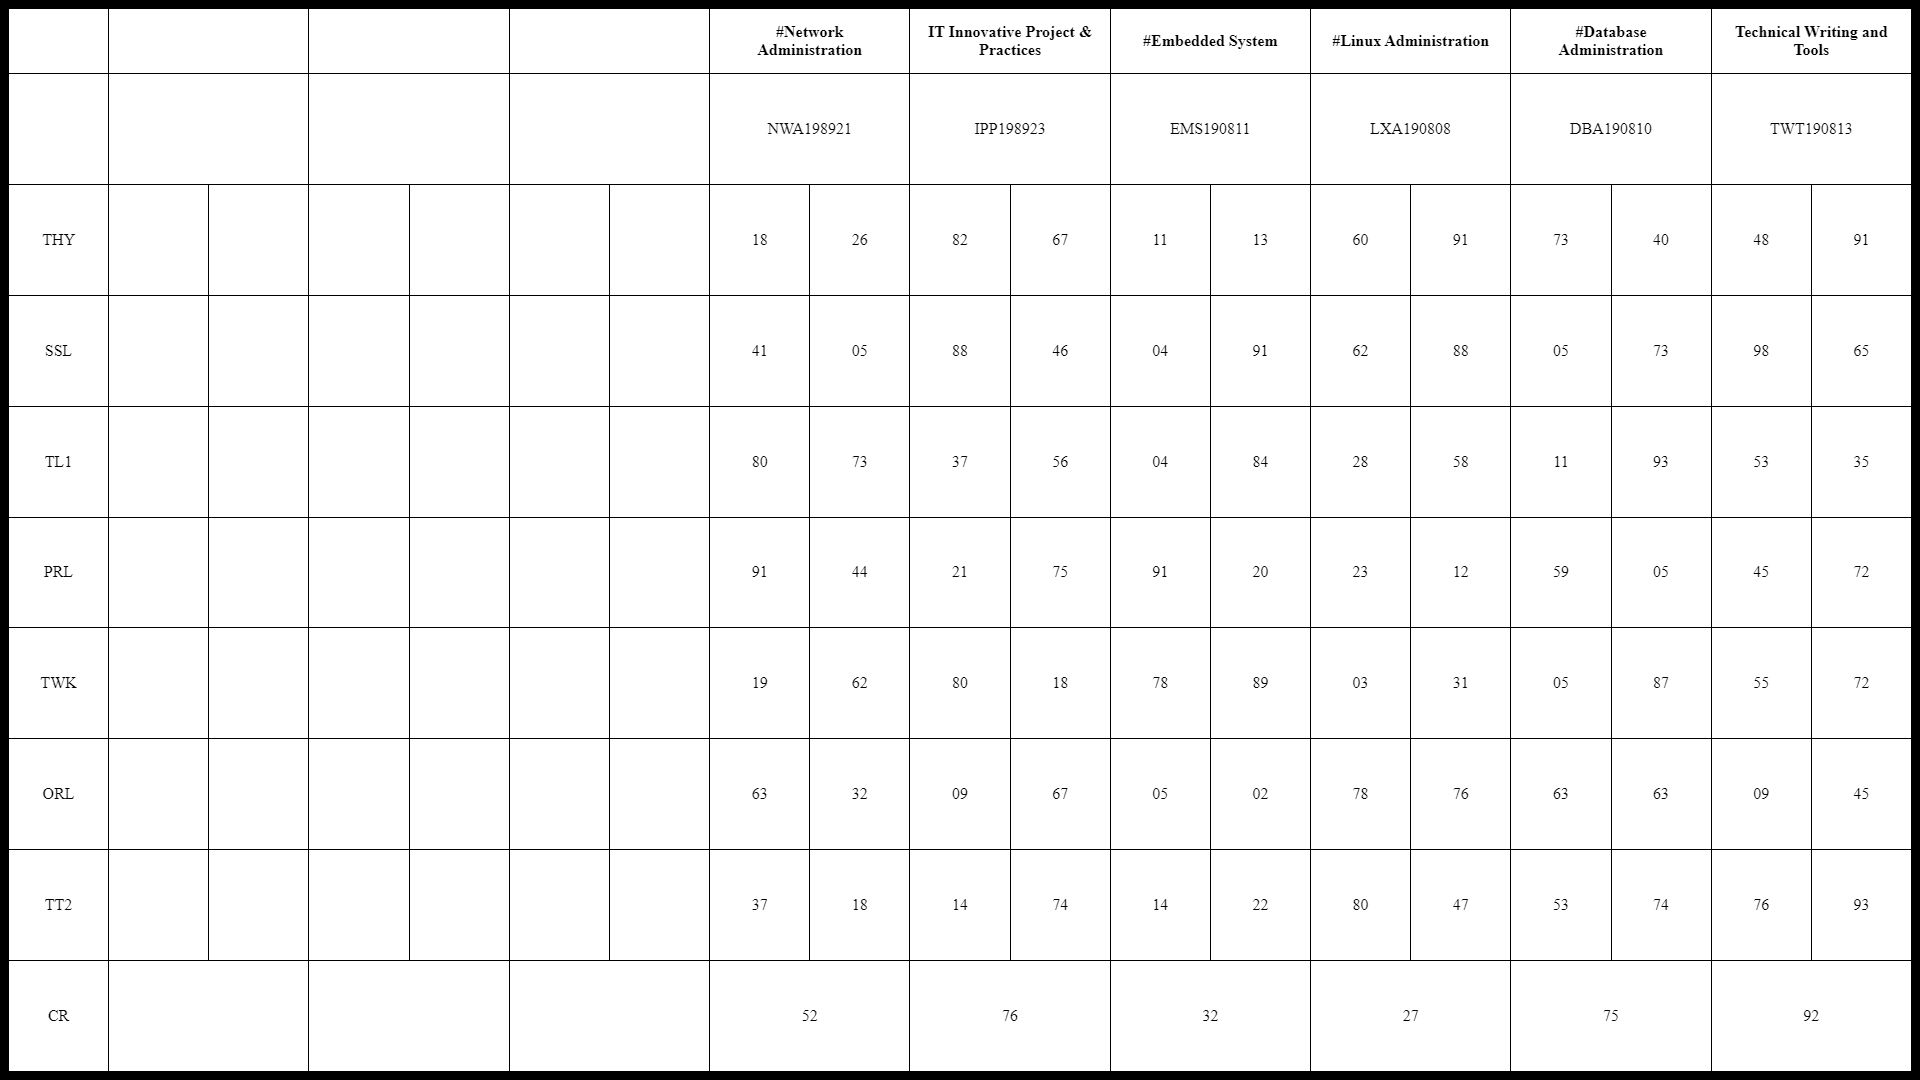 #Network Administration IT Innovative Project & Practices #Embedded System #Linux Administration #Database Administration Technical Writing and Tools
NWA198921 IPP198923 EMS190811 LXA190808 DBA190810 TWT190813
THY 18 26 82 67 11 13 60 91 73 40 48 91
SSL 41 05 88 46 04 91 62 88 05 73 98 65
TL1 80 73 37 56 04 84 28 58 11 93 53 35
PRL 91 44 21 75 91 20 23 12 59 05 45 72
TWK 19 62 80 18 78 89 03 31 05 87 55 72
ORL 63 32 09 67 05 02 78 76 63 63 09 45
TT2 37 18 14 74 14 22 80 47 53 74 76 93
CR 52 76 32 27 75 92